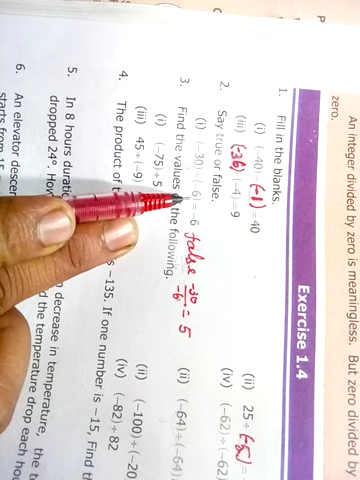 An integer divided by zero is meaningless. But zero divided by
zero.
Exercise 1.4
1. Fill in the blanks.
(i) (–40) ÷ (-1) = 40
(ii) 25 ÷ (-5) =
(iii) (-36) ÷ (–4) = 9
(iv) (–62) ÷ (–62)
2. Say true or false.
(i) (–30) ÷ (–6) = –6 false -30/-6 = 5
(ii) (–64) ÷ (–64)
3. Find the values of the following.
(i) (–75) ÷ 5
(ii) (–100) ÷ (–20
(iii) 45 ÷ (–9)
(iv) (–82) ÷ 82
4. The product of –135. If one number is –15, Find
5. In 8 hours decrease in temperature, the
dropped 24°. the temperature drop each
6. An elevator
starts from 15